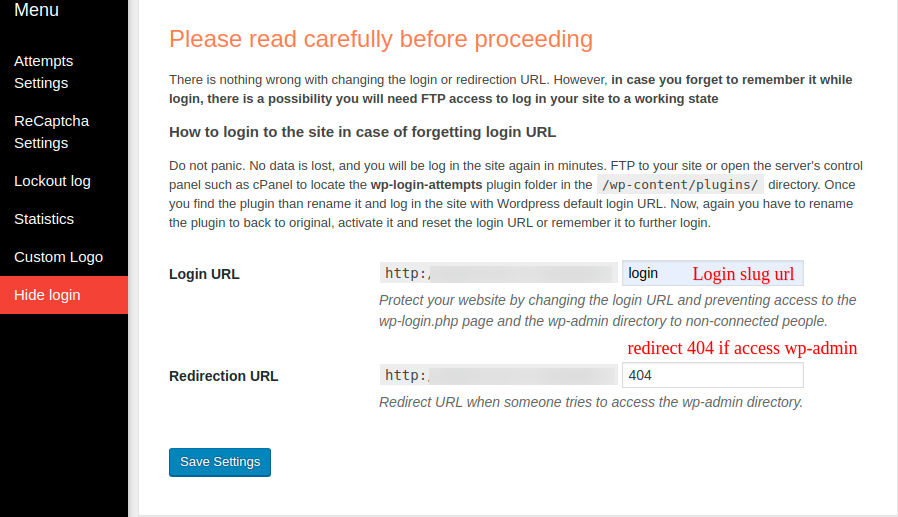 Menu
Attempts
Settings
ReCaptcha
Settings
Lockout log
Statistics
Custom Logo
Hide login
Please read carefully before proceeding
There is nothing wrong with changing the login or redirection URL. However, in case you forget to remember it while
login, there is a possibility you will need FTP access to log in your site to a working state
How to login to the site in case of forgetting login URL
Do not panic. No data is lost, and you will be log in the site again in minutes. FTP to your site or open the server's control
panel such as cPanel to locate the wp-login-attempts plugin folder in the /wp-content/plugins/ directory. Once
you find the plugin than rename it and log in the site with Wordpress default login URL. Now, again you have to rename
the plugin to back to original, activate it and reset the login URL or remember it to further login.
Login URL http:/ login Login slug url
Protect your website by changing the login URL and preventing access to the
wp-login.php page and the wp-admin directory to non-connected people.
redirect 404 if access wp-admin
Redirection URL http:/ 404
Redirect URL when someone tries to access the wp-admin directory.
Save Settings